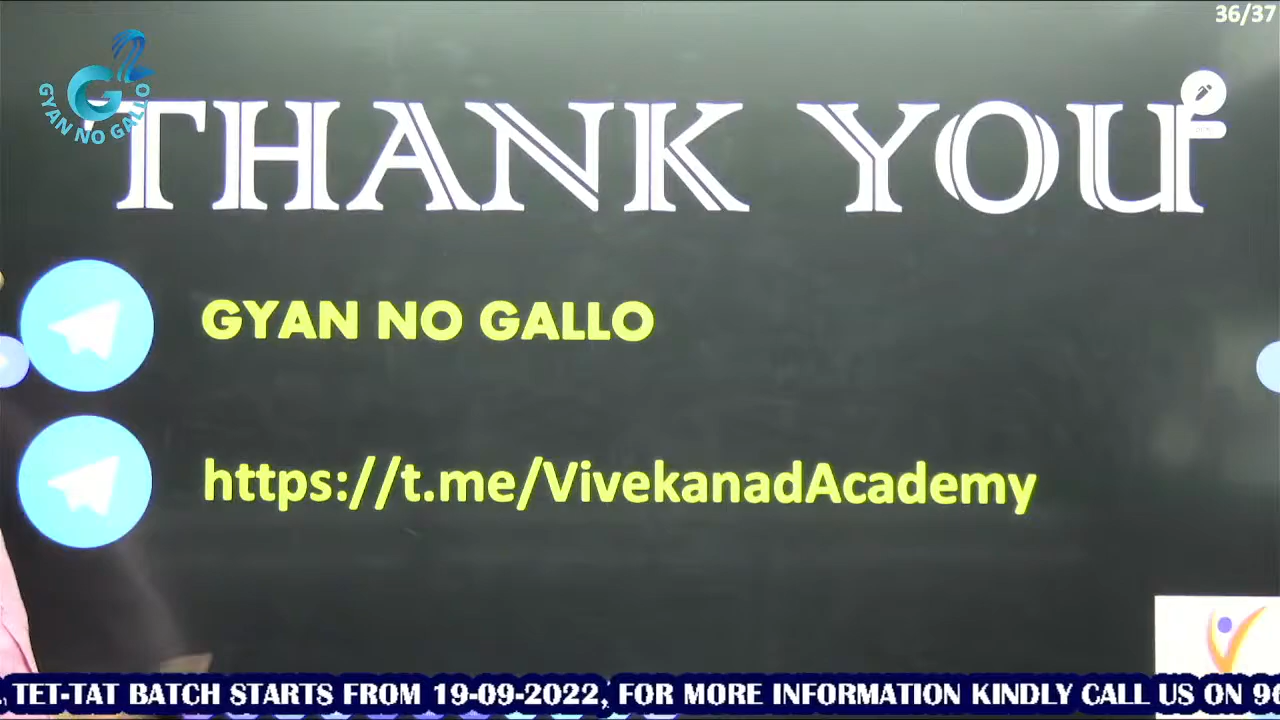 36/37
GYAN NO GALLO
THANK YOU
GYAN NO GALLO
https://t.me/VivekanadAcademy
TET-TAT BATCH STARTS FROM 19-09-2022, FOR MORE INFORMATION KINDLY CALL US ON